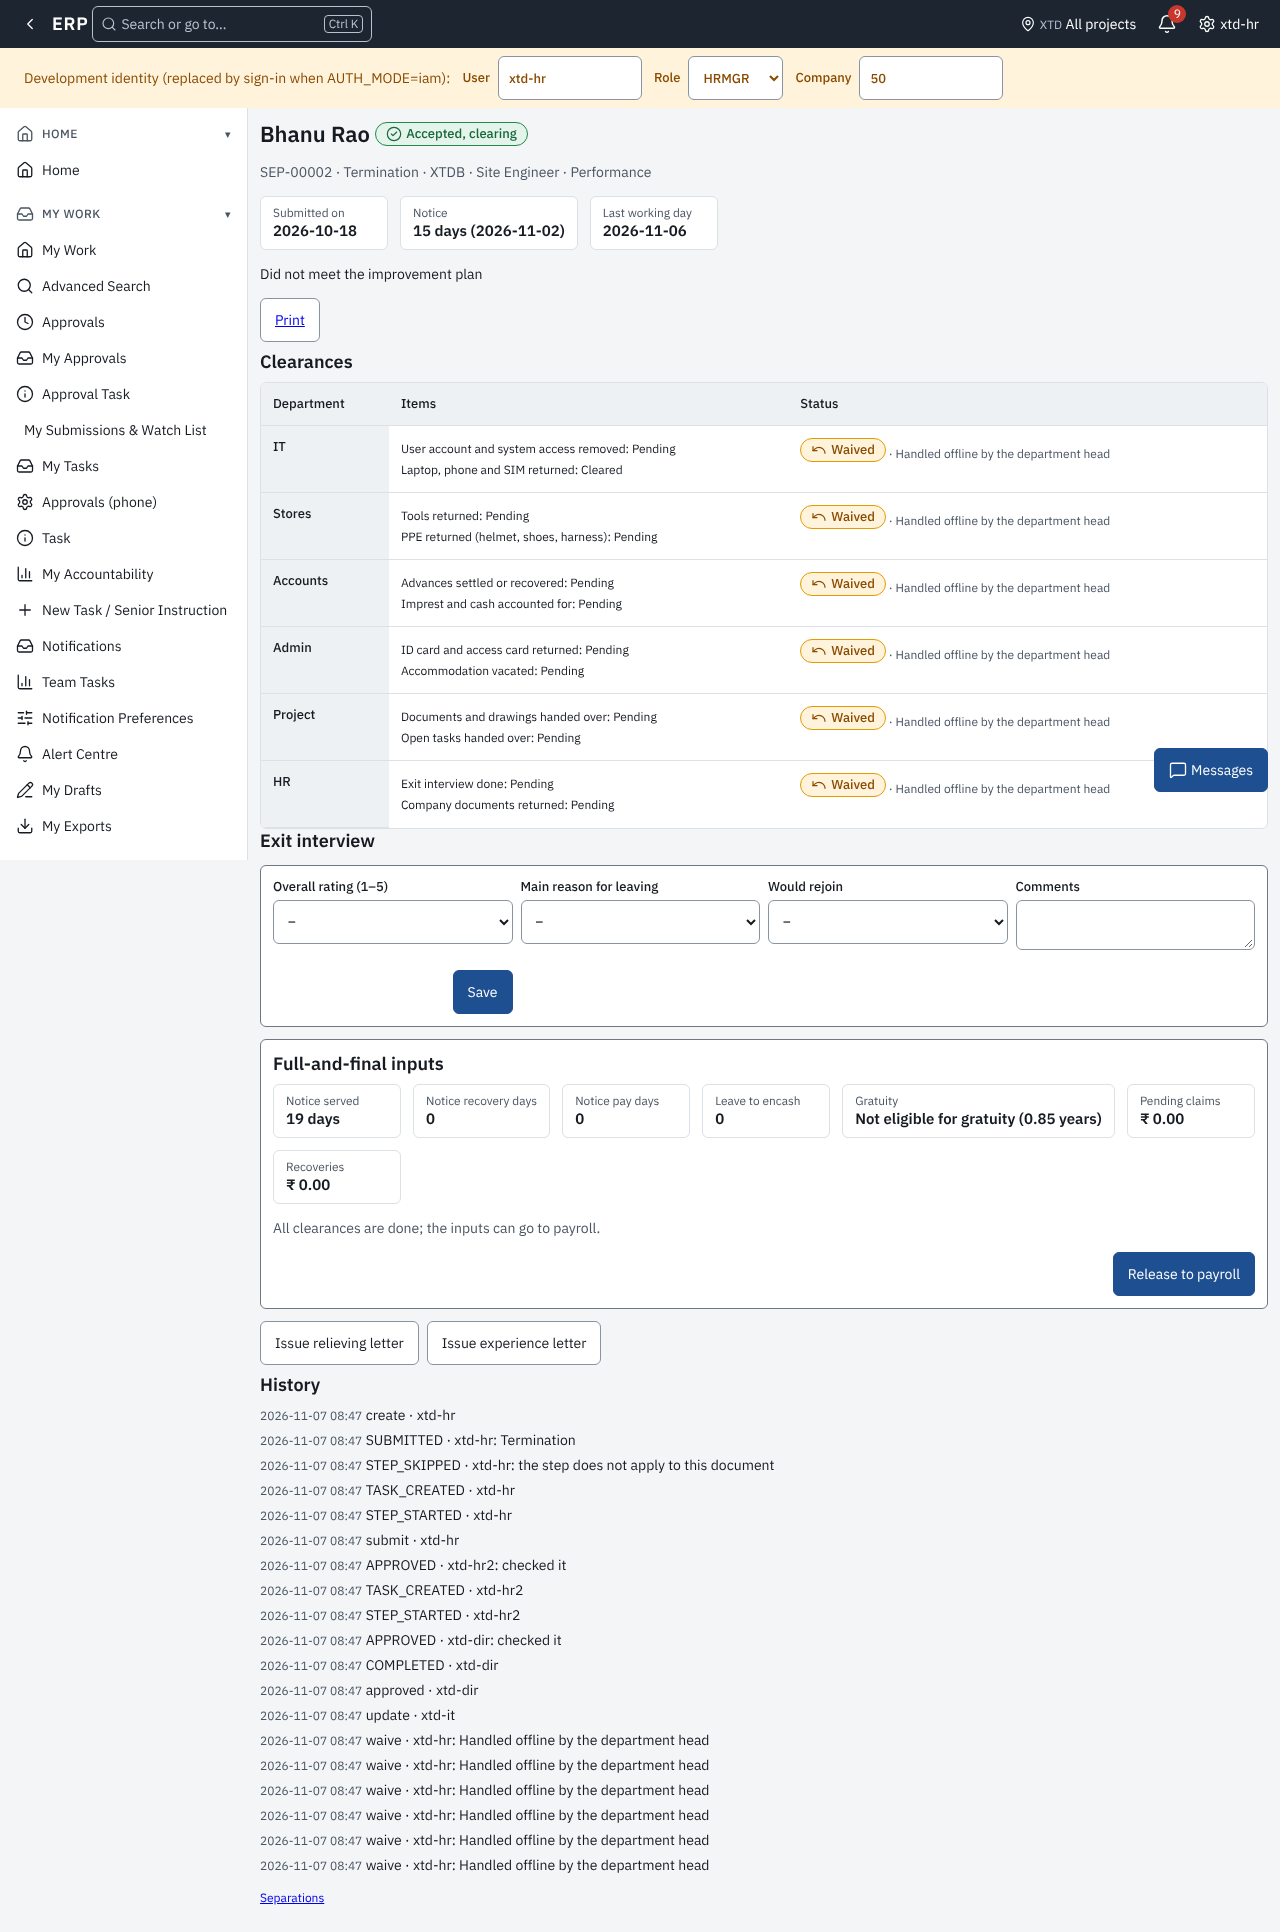 ERP Search or go to... Ctrl K XTD All projects 9 xtd-hr
Development identity (replaced by sign-in when AUTH_MODE=iam): User xtd-hr Role HRMGR Company 50
HOME
Home
MY WORK
My Work
Advanced Search
Approvals
My Approvals
Approval Task
My Submissions & Watch List
My Tasks
Approvals (phone)
Task
My Accountability
New Task / Senior Instruction
Notifications
Team Tasks
Notification Preferences
Alert Centre
My Drafts
My Exports
Bhanu Rao Accepted, clearing
SEP-00002 · Termination · XTDB · Site Engineer · Performance
Submitted on Notice Last working day
2026-10-18 15 days (2026-11-02) 2026-11-06
Did not meet the improvement plan
Print
Clearances
Department Items Status
IT User account and system access removed: Pending Waived · Handled offline by the department head
Laptop, phone and SIM returned: Cleared
Stores Tools returned: Pending Waived · Handled offline by the department head
PPE returned (helmet, shoes, harness): Pending
Accounts Advances settled or recovered: Pending Waived · Handled offline by the department head
Imprest and cash accounted for: Pending
Admin ID card and access card returned: Pending Waived · Handled offline by the department head
Accommodation vacated: Pending
Project Documents and drawings handed over: Pending Waived · Handled offline by the department head
Open tasks handed over: Pending
Messages
HR Exit interview done: Pending Waived · Handled offline by the department head
Company documents returned: Pending
Exit interview
Overall rating (1–5) Main reason for leaving Would rejoin Comments
– – –
Save
Full-and-final inputs
Notice served Notice recovery days Notice pay days Leave to encash Gratuity Pending claims
19 days 0 0 0 Not eligible for gratuity (0.85 years) ₹ 0.00
Recoveries
₹ 0.00
All clearances are done; the inputs can go to payroll.
Release to payroll
Issue relieving letter Issue experience letter
History
2026-11-07 08:47 create · xtd-hr
2026-11-07 08:47 SUBMITTED · xtd-hr: Termination
2026-11-07 08:47 STEP_SKIPPED · xtd-hr: the step does not apply to this document
2026-11-07 08:47 TASK_CREATED · xtd-hr
2026-11-07 08:47 STEP_STARTED · xtd-hr
2026-11-07 08:47 submit · xtd-hr
2026-11-07 08:47 APPROVED · xtd-hr2: checked it
2026-11-07 08:47 TASK_CREATED · xtd-hr2
2026-11-07 08:47 STEP_STARTED · xtd-hr2
2026-11-07 08:47 APPROVED · xtd-dir: checked it
2026-11-07 08:47 COMPLETED · xtd-dir
2026-11-07 08:47 approved · xtd-dir
2026-11-07 08:47 update · xtd-it
2026-11-07 08:47 waive · xtd-hr: Handled offline by the department head
2026-11-07 08:47 waive · xtd-hr: Handled offline by the department head
2026-11-07 08:47 waive · xtd-hr: Handled offline by the department head
2026-11-07 08:47 waive · xtd-hr: Handled offline by the department head
2026-11-07 08:47 waive · xtd-hr: Handled offline by the department head
2026-11-07 08:47 waive · xtd-hr: Handled offline by the department head
Separations